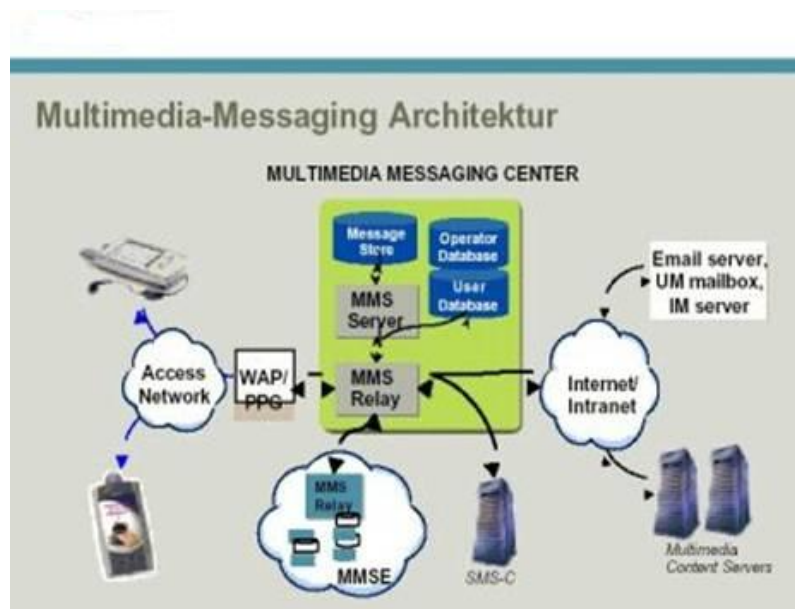 Multimedia-Messaging Architektur
MULTIMEDIA MESSAGING CENTER
Message
Store
Operator
Database
User
Database
MMS
Server
Email server,
UM mailbox,
IM server
Access
Network
WAP/
PPG
MMS
Relay
Internet/
Intranet
MMS
Relay
MMSE
SMS-C
Multimedia
Content Servers